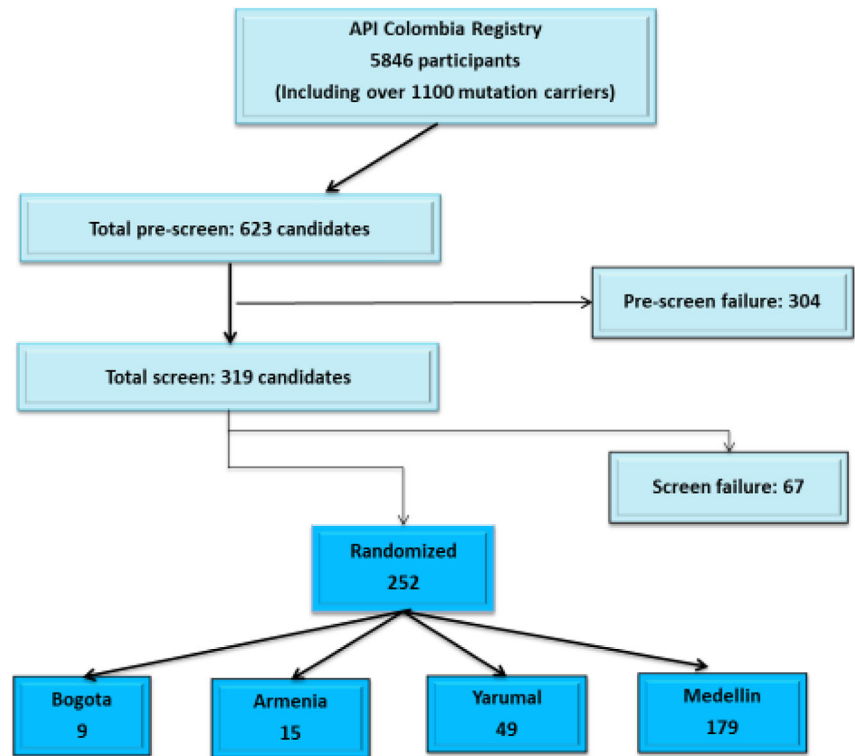 API Colombia Registry
5846 participants
(Including over 1100 mutation carriers)
Total pre-screen: 623 candidates
Pre-screen failure: 304
Total screen: 319 candidates
Screen failure: 67
Randomized
252
Bogota
9
Armenia
15
Yarumal
49
Medellin
179